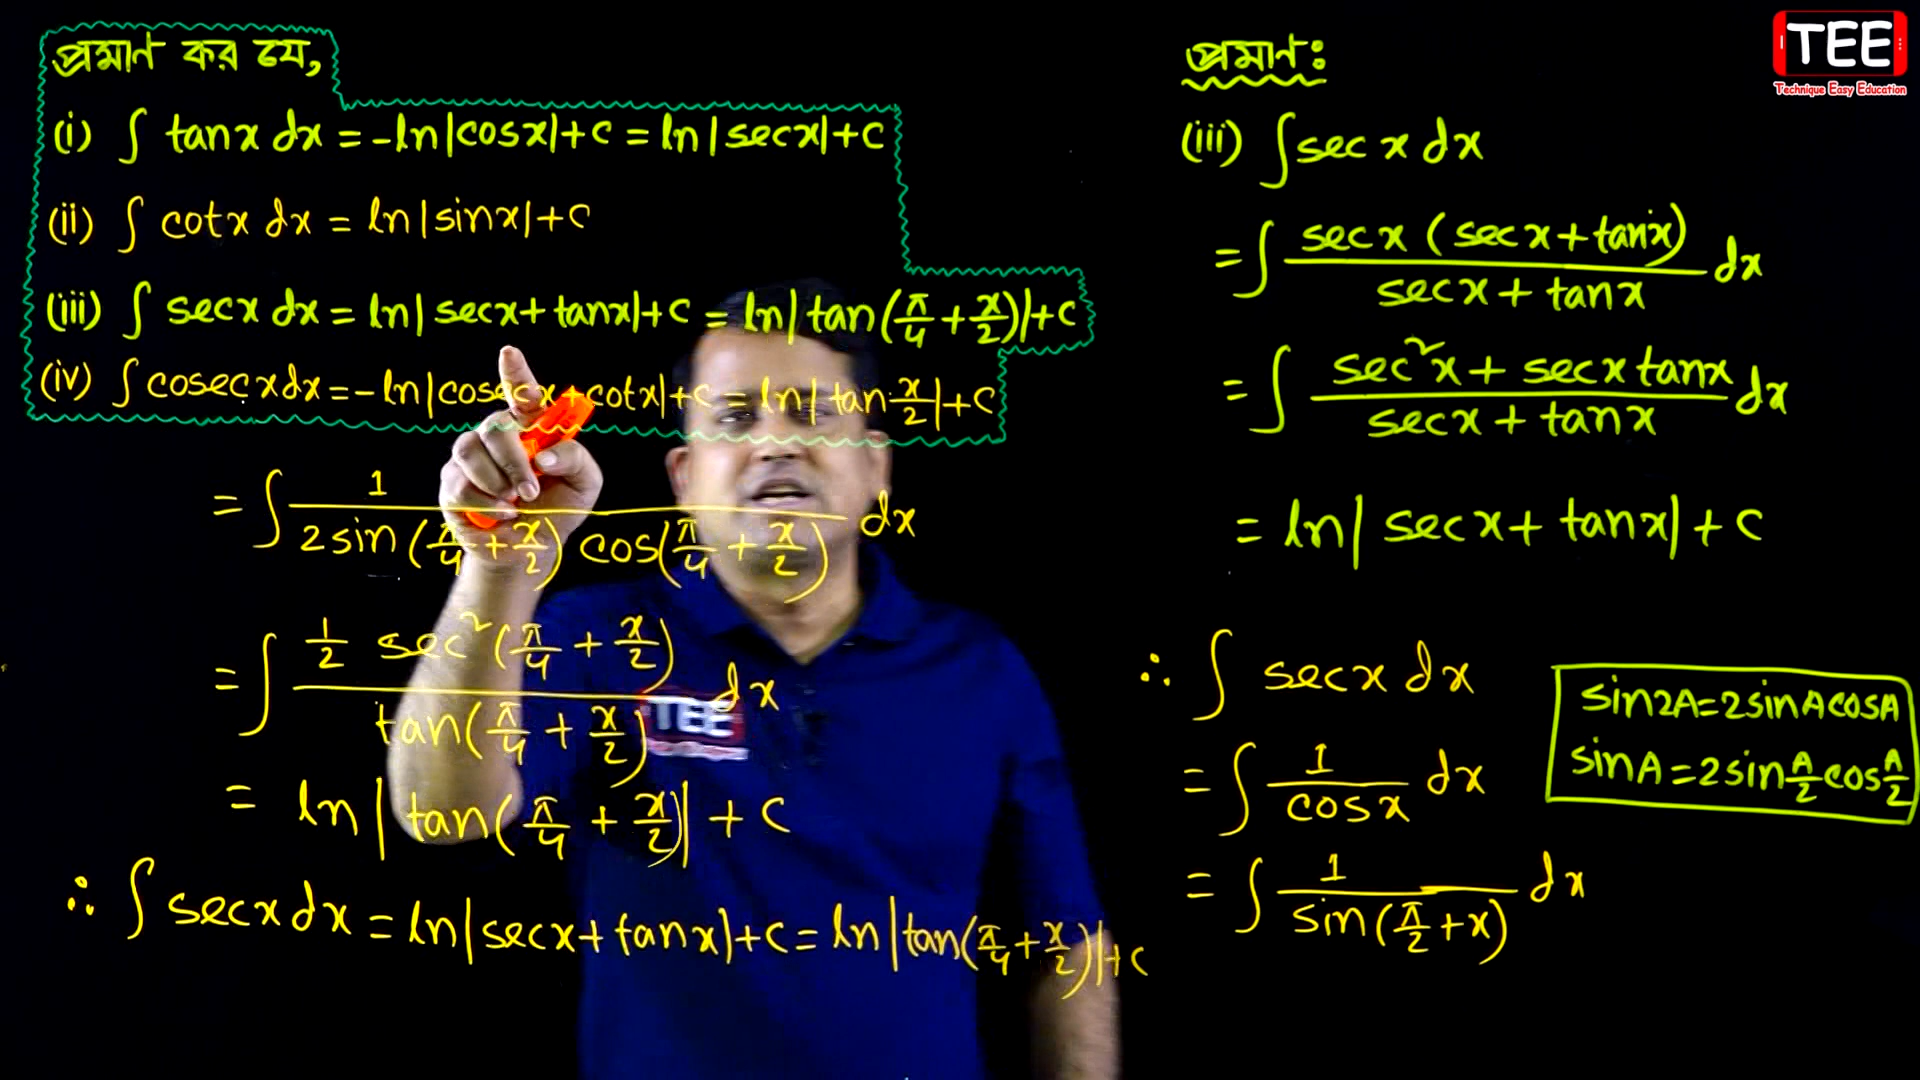 প্রমাণ কর যে,
(i) ∫ tanx dx = -ln|cosx|+c = ln|secx|+c
(ii) ∫ cotx dx = ln|sinx|+c
(iii) ∫ secx dx = ln|secx+tanx|+c = ln|tan(π/4+x/2)|+c
(iv) ∫ cosecx dx = -ln|cosecx+cotx|+c = ln|tan x/2|+c
প্রমাণ:
(iii) ∫ sec x dx
= ∫ secx (secx+tanx) / secx+tanx dx
= ∫ sec²x + secx tanx / secx+tanx dx
= ln|secx+tanx|+c
∴ ∫ secx dx
= ∫ 1/cosx dx
= ∫ 1/sin(π/2+x) dx
sin2A=2sinAcosA
sinA=2sin A/2 cos A/2
= ∫ 1 / 2sin(π/4+x/2) cos(π/4+x/2) dx
= ∫ 1/2 sec²(π/4+x/2) / tan(π/4+x/2) dx
= ln|tan(π/4+x/2)|+c
∴ ∫ secx dx = ln|secx+tanx|+c = ln|tan(π/4+x/2)|+c
TEE
Technique Easy Education
TEE